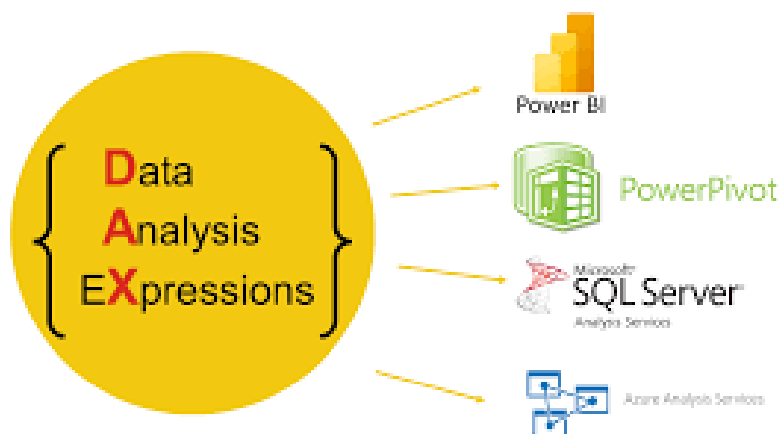 Data
Analysis
EXpressions
Power BI
PowerPivot
Microsoft
SQL Server
Analysis Services
Azure Analysis Services